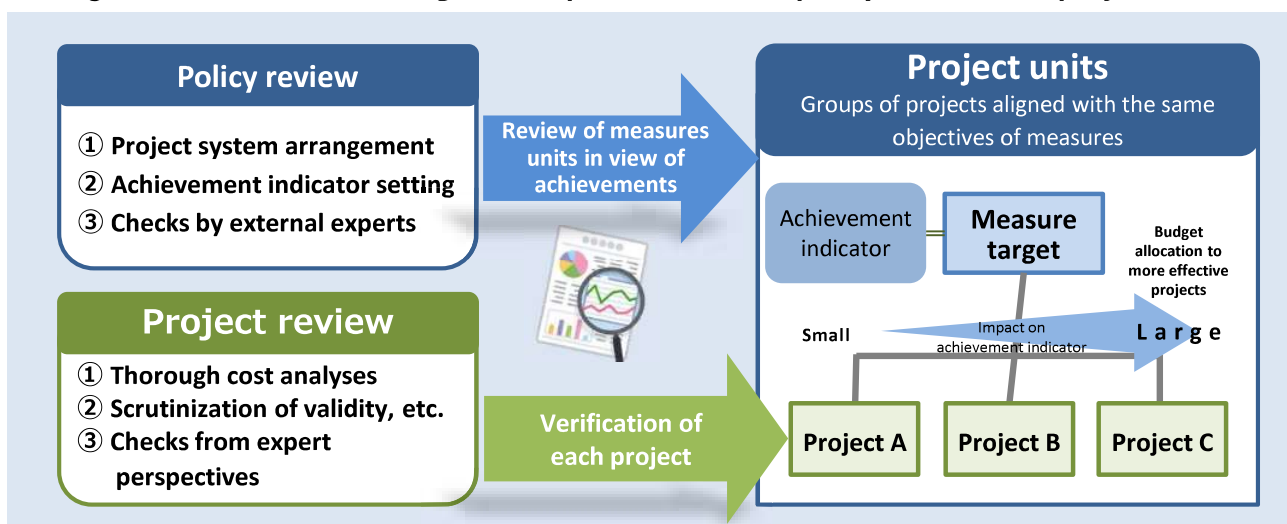 Policy review
① Project system arrangement
② Achievement indicator setting
③ Checks by external experts
Review of measures
units in view of
achievements
Project review
① Thorough cost analyses
② Scrutinization of validity, etc.
③ Checks from expert
perspectives
Verification of
each project
Project units
Groups of projects aligned with the same
objectives of measures
Achievement
indicator
Measure
target
Budget
allocation to
more effective
projects
Small
Impact on
achievement indicator
Large
Project A
Project B
Project C